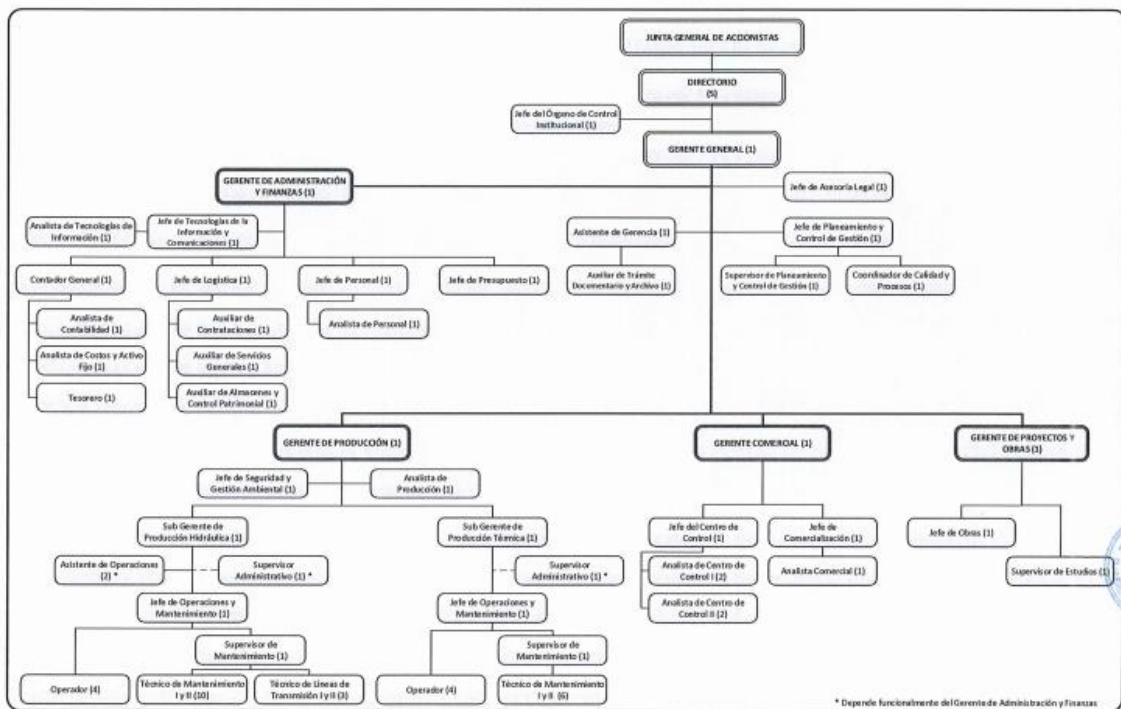 JUNTA GENERAL DE ACCIONISTAS
DIRECTORIO
(5)
Jefe del Órgano de Control
Institucional (1)
GERENTE GENERAL (1)
GERENTE DE ADMINISTRACIÓN
Y FINANZAS (1)
Jefe de Asesoría Legal (1)
Analista de Tecnologías de
Información (1)
Jefe de Tecnologías de la
Información y
Comunicaciones (1)
Asistente de Gerencia (1)
Jefe de Planeamiento y
Control de Gestión (1)
Contador General (1)
Jefe de Logística (1)
Jefe de Personal (1)
Jefe de Presupuesto (1)
Auxiliar de Trámite
Documentario y Archivo (1)
Supervisor de Planeamiento
y Control de Gestión (1)
Coordinador de Calidad y
Procesos (1)
Analista de
Contabilidad (1)
Auxiliar de
Contrataciones (1)
Analista de Personal (1)
Analista de Costos y Activo
Fijo (1)
Auxiliar de Servicios
Generales (1)
Tesorero (1)
Auxiliar de Almacenes y
Control Patrimonial (1)
GERENTE DE PRODUCCIÓN (1)
GERENTE COMERCIAL (1)
GERENTE DE PROYECTOS Y
OBRAS (1)
Jefe de Seguridad y
Gestión Ambiental (1)
Analista de
Producción (1)
Sub Gerente de
Producción Hidráulica (1)
Sub Gerente de
Producción Térmica (1)
Jefe del Centro de
Control (1)
Jefe de
Comercialización (1)
Jefe de Obras (1)
Asistente de Operaciones
(2) *
Supervisor
Administrativo (1) *
Supervisor
Administrativo (1) *
Analista de Centro de
Control I (2)
Analista Comercial (1)
Supervisor de Estudios (1)
Jefe de Operaciones y
Mantenimiento (1)
Jefe de Operaciones y
Mantenimiento (1)
Analista de Centro de
Control II (2)
Supervisor de
Mantenimiento (1)
Supervisor de
Mantenimiento (1)
Operador (4)
Técnico de Mantenimiento
I y II (10)
Técnico de Líneas de
Transmisión I y II (3)
Operador (4)
Técnico de Mantenimiento
I y II (6)
* Depende funcionalmente del Gerente de Administración y Finanzas